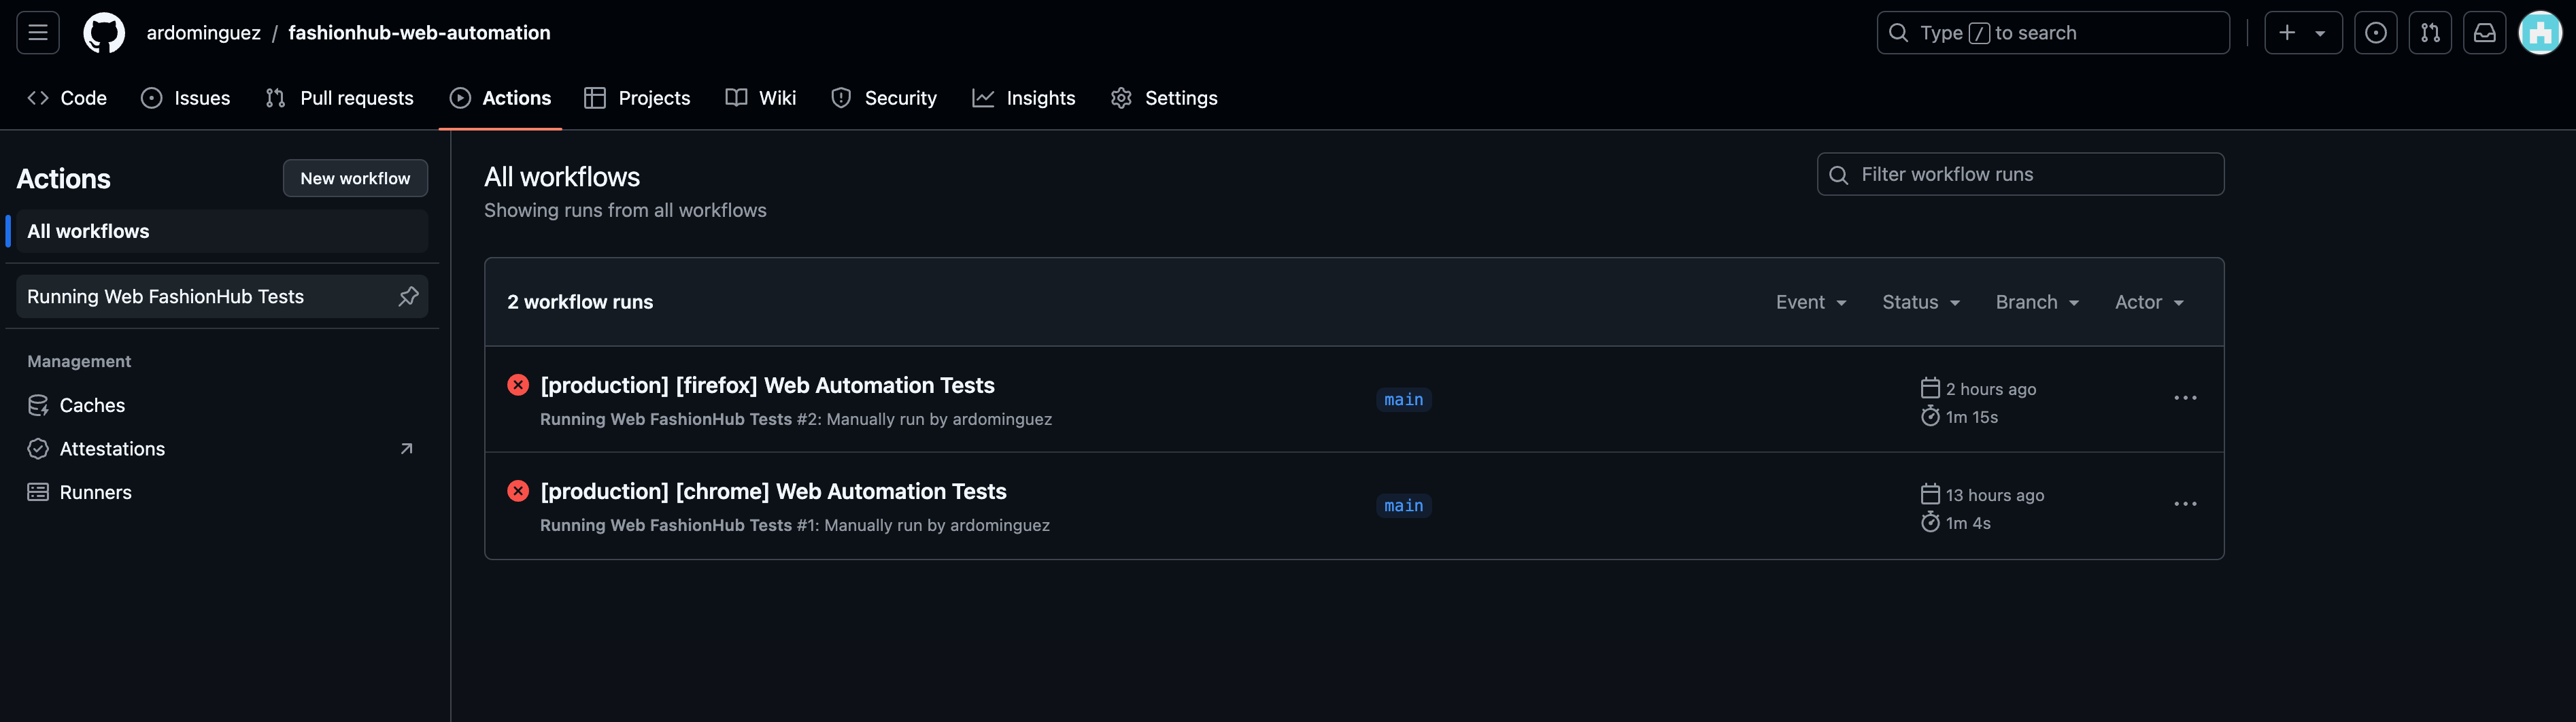 ardominguez / fashionhub-web-automation
Type / to search
Code
Issues
Pull requests
Actions
Projects
Wiki
Security
Insights
Settings
Actions
New workflow
All workflows
Running Web FashionHub Tests
Management
Caches
Attestations
Runners
All workflows
Showing runs from all workflows
Filter workflow runs
2 workflow runs
Event
Status
Branch
Actor
[production] [firefox] Web Automation Tests
Running Web FashionHub Tests #2: Manually run by ardominguez
main
2 hours ago
1m 15s
[production] [chrome] Web Automation Tests
Running Web FashionHub Tests #1: Manually run by ardominguez
main
13 hours ago
1m 4s